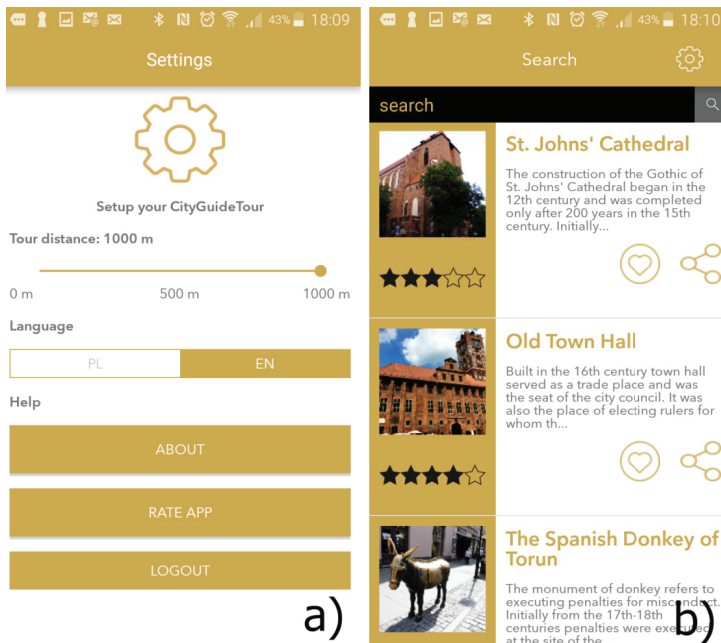 43% 18:09
Settings
Setup your CityGuideTour
Tour distance: 1000 m
0 m 500 m 1000 m
Language
PL EN
Help
ABOUT
RATE APP
LOGOUT
a)
43% 18:10
Search
search
St. Johns' Cathedral
The construction of the Gothic of
St. Johns' Cathedral began in the
12th century and was completed
only after 200 years in the 15th
century. Initially...
Old Town Hall
Built in the 16th century town hall
served as a trade place and was
the seat of the city council. It was
also the place of electing rulers for
whom th...
The Spanish Donkey of
Torun
The monument of donkey refers to
executing penalties for misconduct.
Initially from the 17th-18th
centuries penalties were executed
at the site of the
b)